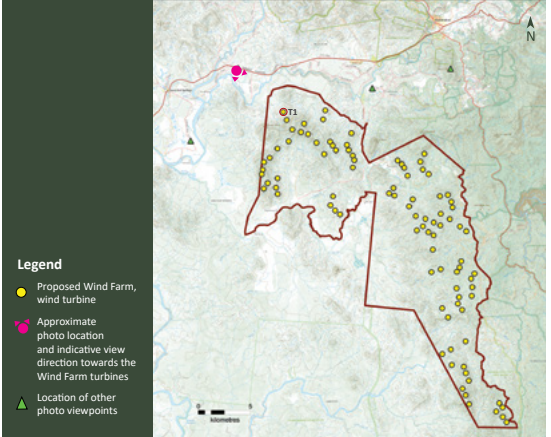 N
T1
Legend
Proposed Wind Farm,
wind turbine
Approximate
photo location
and indicative view
direction towards the
Wind Farm turbines
Location of other
photo viewpoints
0 5
kilometres